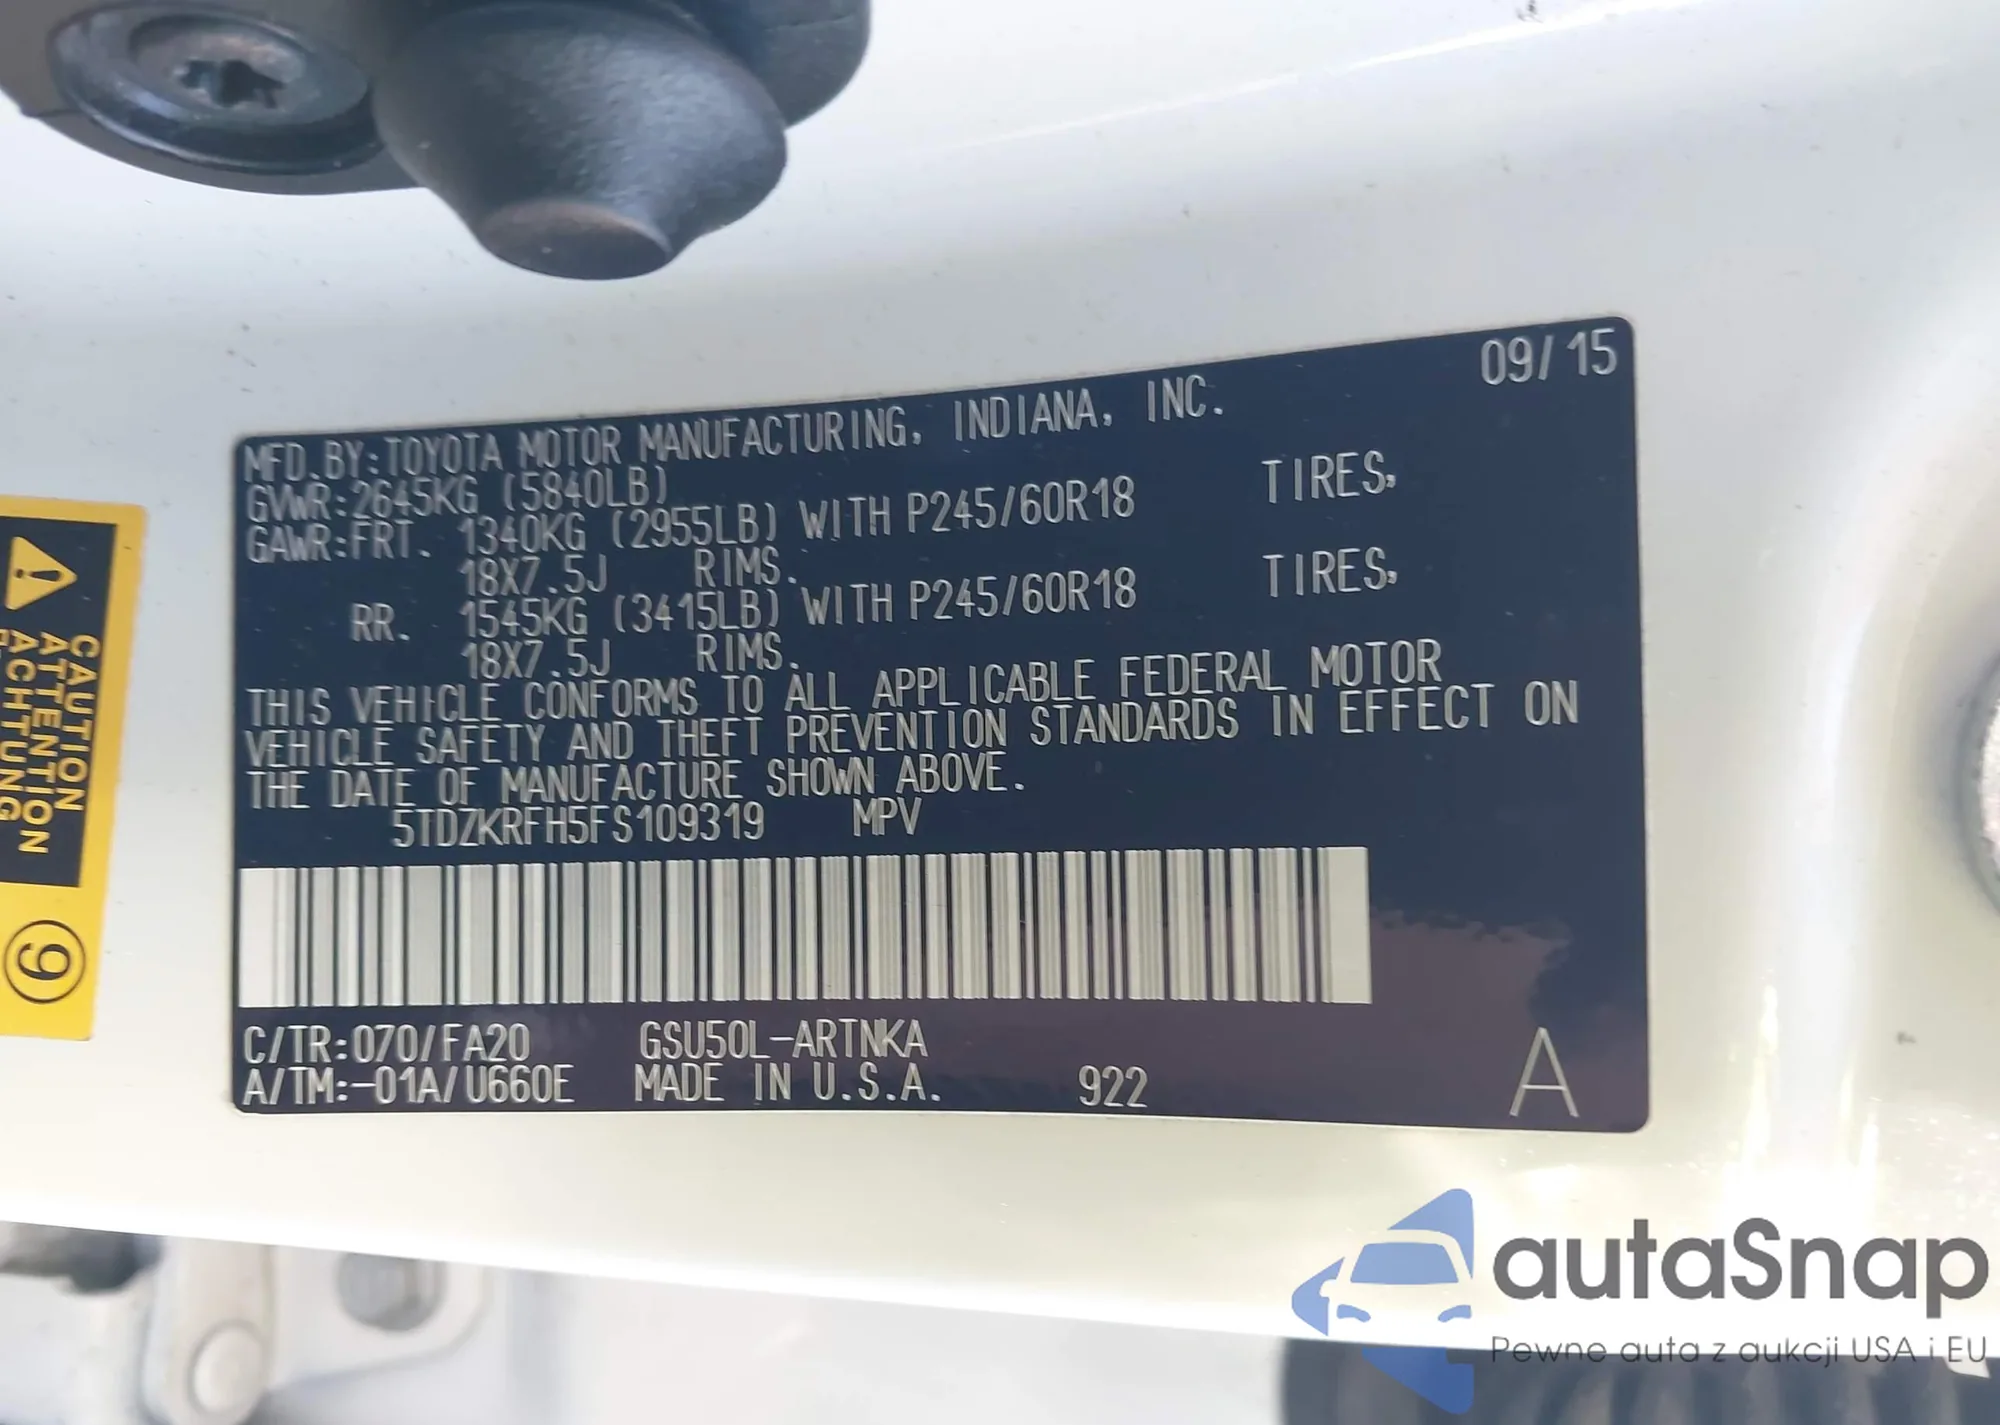 09/15
MFD.BY:TOYOTA MOTOR MANUFACTURING, INDIANA, INC.
GVWR:2645KG (5840LB)
GAWR:FRT. 1340KG (2955LB) WITH P245/60R18 TIRES,
18X7.5J RIMS.
RR. 1545KG (3415LB) WITH P245/60R18 TIRES,
18X7.5J RIMS.
THIS VEHICLE CONFORMS TO ALL APPLICABLE FEDERAL MOTOR
VEHICLE SAFETY AND THEFT PREVENTION STANDARDS IN EFFECT ON
THE DATE OF MANUFACTURE SHOWN ABOVE.
5TDZKRFH5FS109319 MPV
C/TR:070/FA20 GSU50L-ARTNKA
A/TM:-01A/U660E MADE IN U.S.A. 922 A
CAUTION
ATTENTION
ACHTUNG
9
autaSnap
Pewne auta z aukcji USA i EU